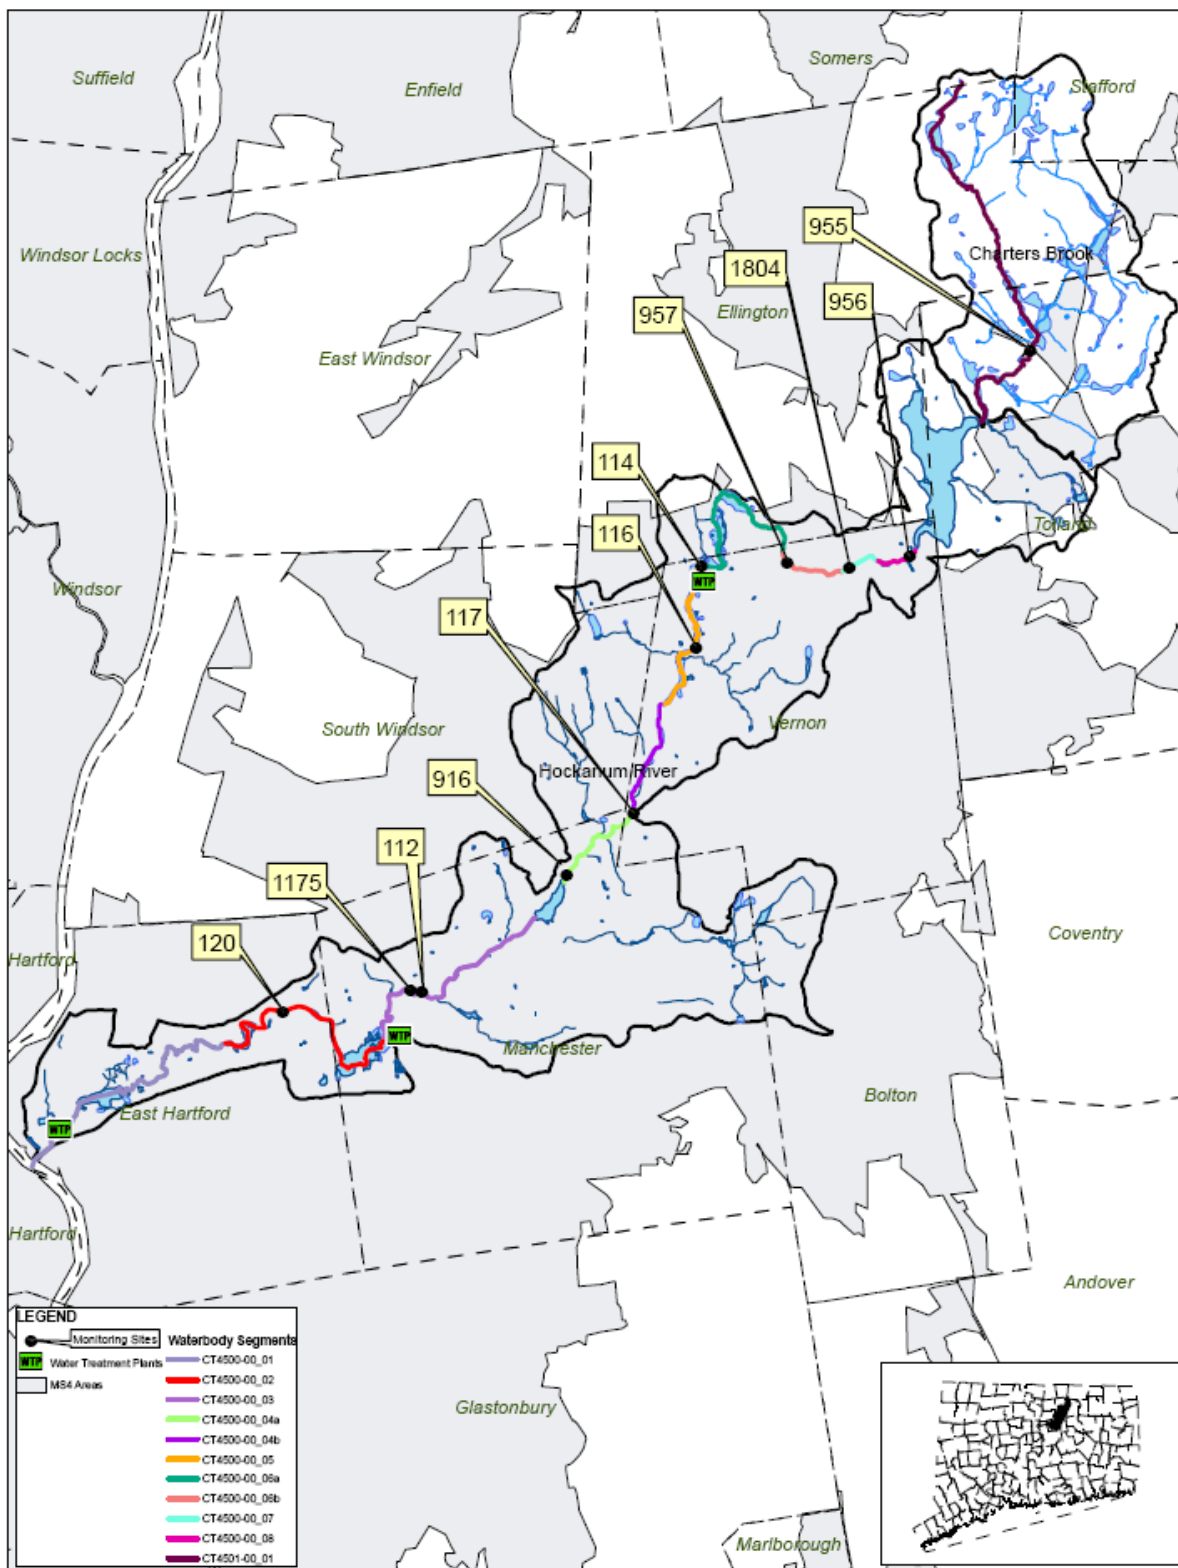 Somers
Suffield
Enfield
Stafford
955
Windsor Locks
Charters Brook
1804
956
957
Ellington
East Windsor
114
116
Tolland
WTP
Windsor
117
Vernon
South Windsor
Hockanum River
916
112
1175
120
Coventry
Hartford
WTP
Manchester
Bolton
East Hartford
WTP
Hartford
Andover
LEGEND
Monitoring Sites
WTP Water Treatment Plants
MS4 Areas
Waterbody Segments
CT4500-00_01
CT4500-00_02
CT4500-00_03
CT4500-00_04a
CT4500-00_04b
CT4500-00_05
CT4500-00_06a
CT4500-00_06b
CT4500-00_07
CT4500-00_08
CT4501-00_01
Glastonbury
Marlborough